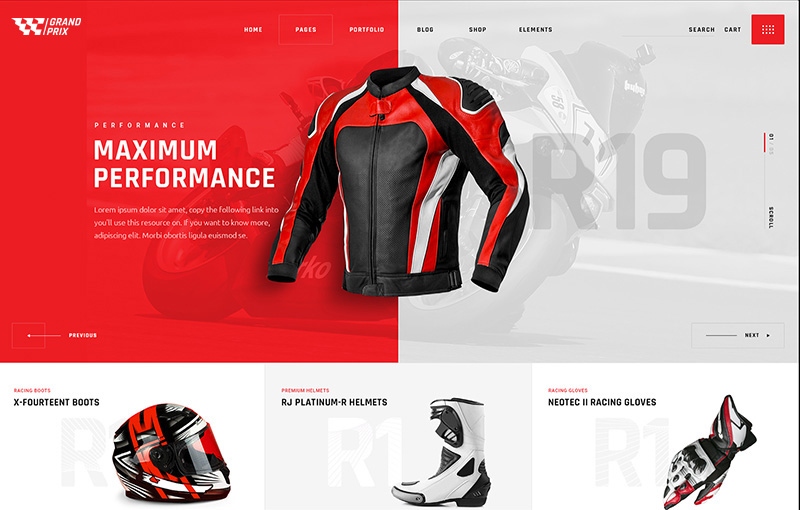 GRAND
PRIX
HOME
PAGES
PORTFOLIO
BLOG
SHOP
ELEMENTS
SEARCH
CART
PERFORMANCE
MAXIMUM
PERFORMANCE
Lorem ipsum dolor sit amet, copy the following link into
you'll use this resource on. If you want to know more,
adipiscing elit. Morbi obortis ligula euismod se.
R19
SCROLL
PREVIOUS
NEXT
RACING BOOTS
X-FOURTEENT BOOTS
PREMIUM HELMETS
RJ PLATINUM-R HELMETS
R1
RACING GLOVES
NEOTEC II RACING GLOVES
R1